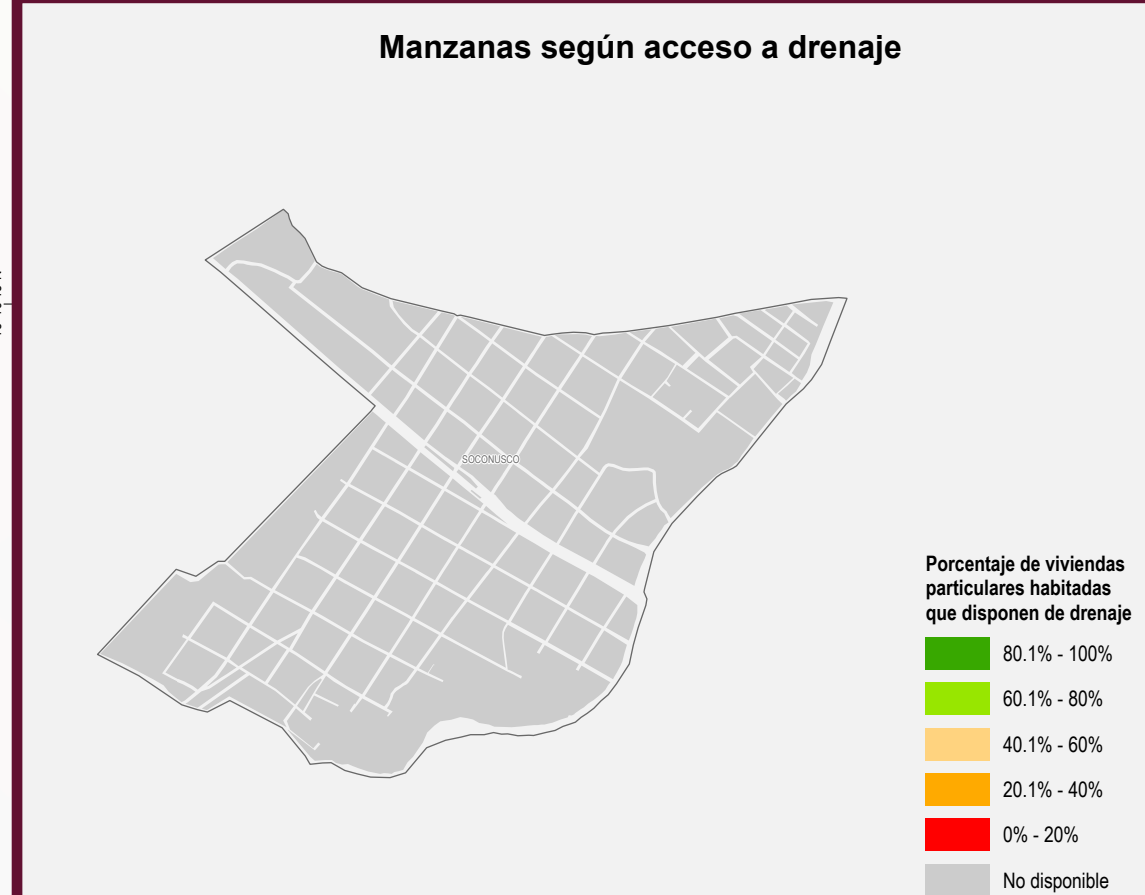 Manzanas según acceso a drenaje
SOCONUSCO
Porcentaje de viviendas
particulares habitadas
que disponen de drenaje
80.1% - 100%
60.1% - 80%
40.1% - 60%
20.1% - 40%
0% - 20%
No disponible